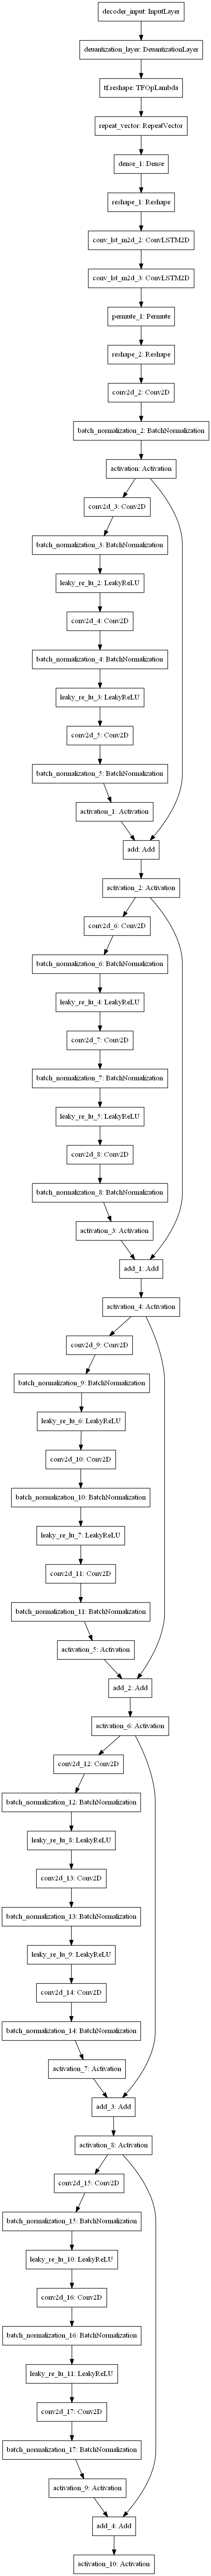 decoder_input: InputLayer
deuantization_layer: DeuantizationLayer
tf.reshape: TFOpLambda
repeat_vector: RepeatVector
dense_1: Dense
reshape_1: Reshape
conv_lst_m2d_2: ConvLSTM2D
conv_lst_m2d_3: ConvLSTM2D
permute_1: Permute
reshape_2: Reshape
conv2d_2: Conv2D
batch_normalization_2: BatchNormalization
activation: Activation
conv2d_3: Conv2D
batch_normalization_3: BatchNormalization
leaky_re_lu_2: LeakyReLU
conv2d_4: Conv2D
batch_normalization_4: BatchNormalization
leaky_re_lu_3: LeakyReLU
conv2d_5: Conv2D
batch_normalization_5: BatchNormalization
activation_1: Activation
add: Add
activation_2: Activation
conv2d_6: Conv2D
batch_normalization_6: BatchNormalization
leaky_re_lu_4: LeakyReLU
conv2d_7: Conv2D
batch_normalization_7: BatchNormalization
leaky_re_lu_5: LeakyReLU
conv2d_8: Conv2D
batch_normalization_8: BatchNormalization
activation_3: Activation
add_1: Add
activation_4: Activation
conv2d_9: Conv2D
batch_normalization_9: BatchNormalization
leaky_re_lu_6: LeakyReLU
conv2d_10: Conv2D
batch_normalization_10: BatchNormalization
leaky_re_lu_7: LeakyReLU
conv2d_11: Conv2D
batch_normalization_11: BatchNormalization
activation_5: Activation
add_2: Add
activation_6: Activation
conv2d_12: Conv2D
batch_normalization_12: BatchNormalization
leaky_re_lu_8: LeakyReLU
conv2d_13: Conv2D
batch_normalization_13: BatchNormalization
leaky_re_lu_9: LeakyReLU
conv2d_14: Conv2D
batch_normalization_14: BatchNormalization
activation_7: Activation
add_3: Add
activation_8: Activation
conv2d_15: Conv2D
batch_normalization_15: BatchNormalization
leaky_re_lu_10: LeakyReLU
conv2d_16: Conv2D
batch_normalization_16: BatchNormalization
leaky_re_lu_11: LeakyReLU
conv2d_17: Conv2D
batch_normalization_17: BatchNormalization
activation_9: Activation
add_4: Add
activation_10: Activation